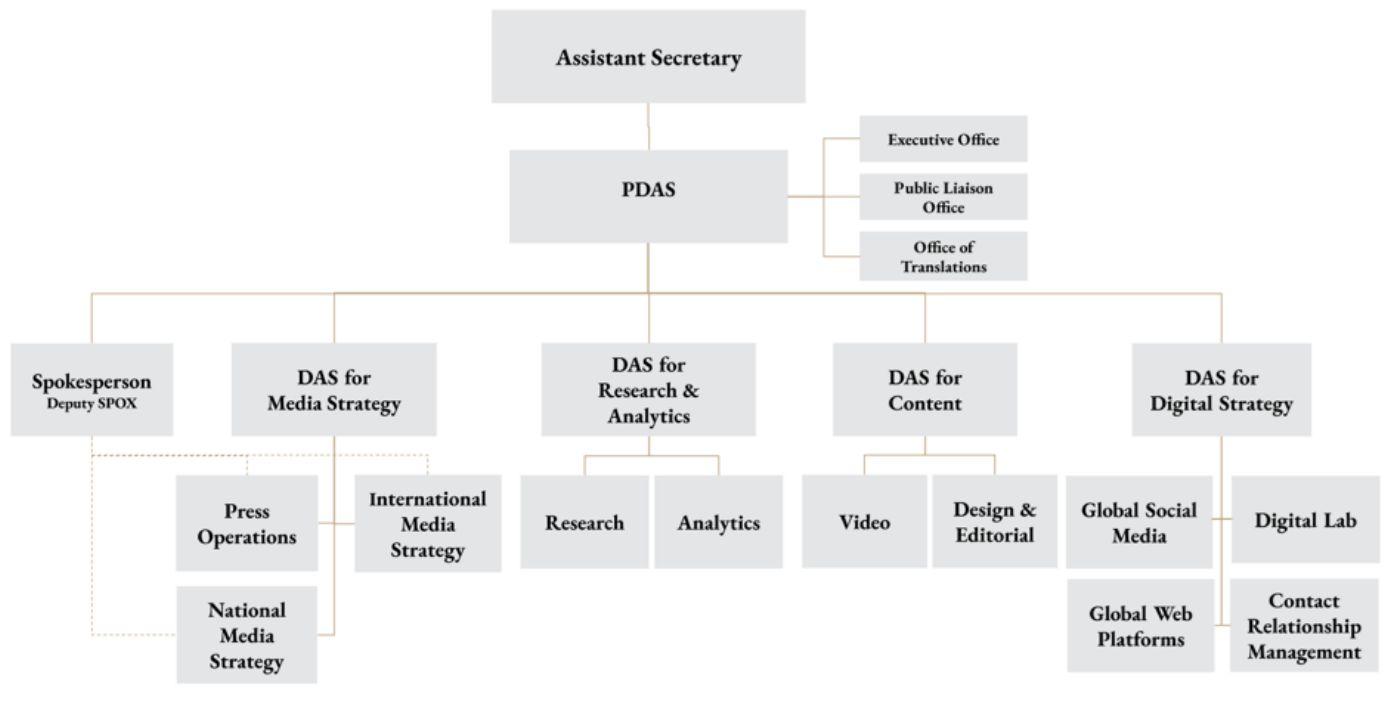 Assistant Secretary
PDAS
Executive Office
Public Liaison
Office
Office of
Translations
Spokesperson
Deputy SPOX
DAS for
Media Strategy
DAS for
Research &
Analytics
DAS for
Content
DAS for
Digital Strategy
Press
Operations
International
Media
Strategy
National
Media
Strategy
Research
Analytics
Video
Design &
Editorial
Global Social
Media
Digital Lab
Global Web
Platforms
Contact
Relationship
Management